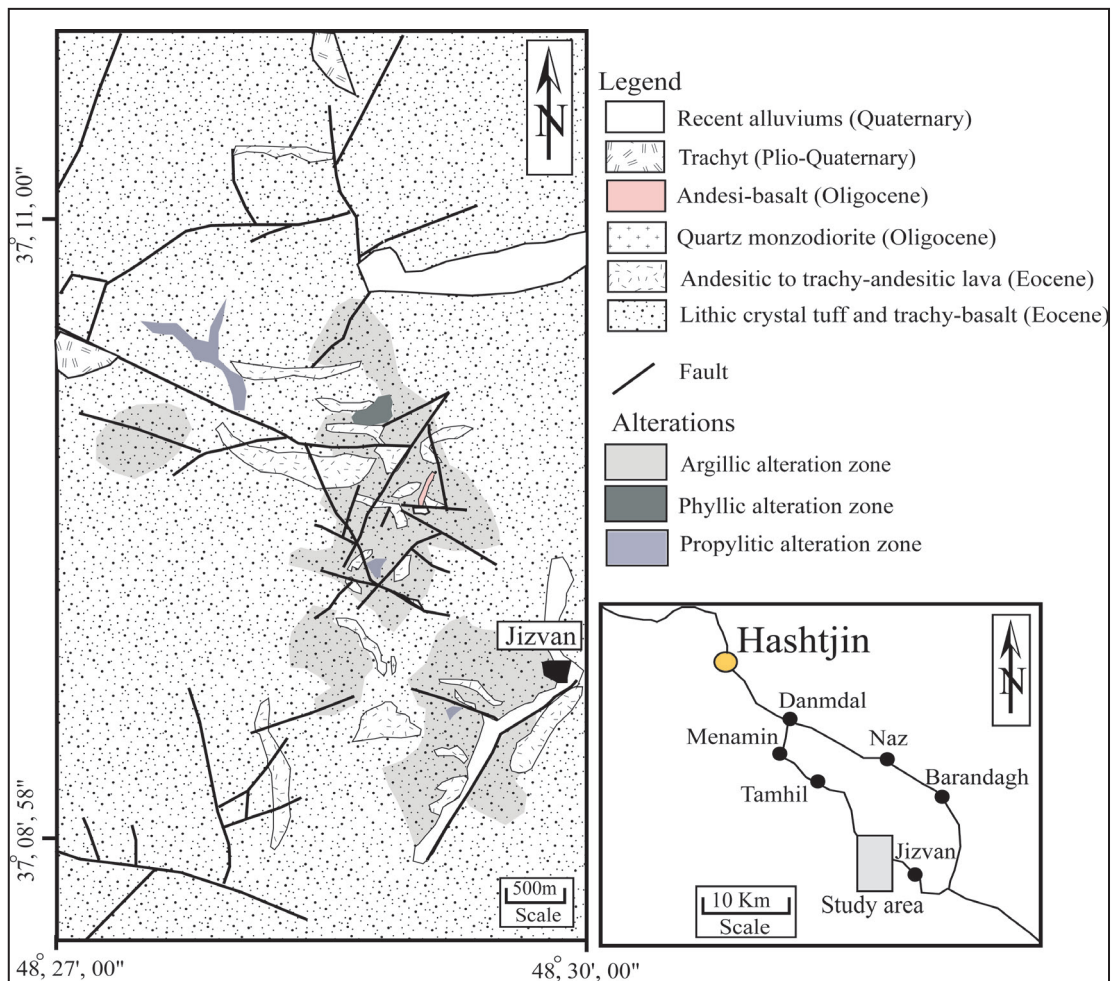 N
37°, 11', 00"
Jizvan
37°, 08', 58"
500m
Scale
48°, 27', 00"
48°, 30', 00"
Legend
Recent alluviums (Quaternary)
Trachyt (Plio-Quaternary)
Andesi-basalt (Oligocene)
Quartz monzodiorite (Oligocene)
Andesitic to trachy-andesitic lava (Eocene)
Lithic crystal tuff and trachy-basalt (Eocene)
Fault
Alterations
Argillic alteration zone
Phyllic alteration zone
Propylitic alteration zone
Hashtjin
N
Danmdal
Menamin
Naz
Tamhil
Barandagh
Jizvan
Study area
10 Km
Scale